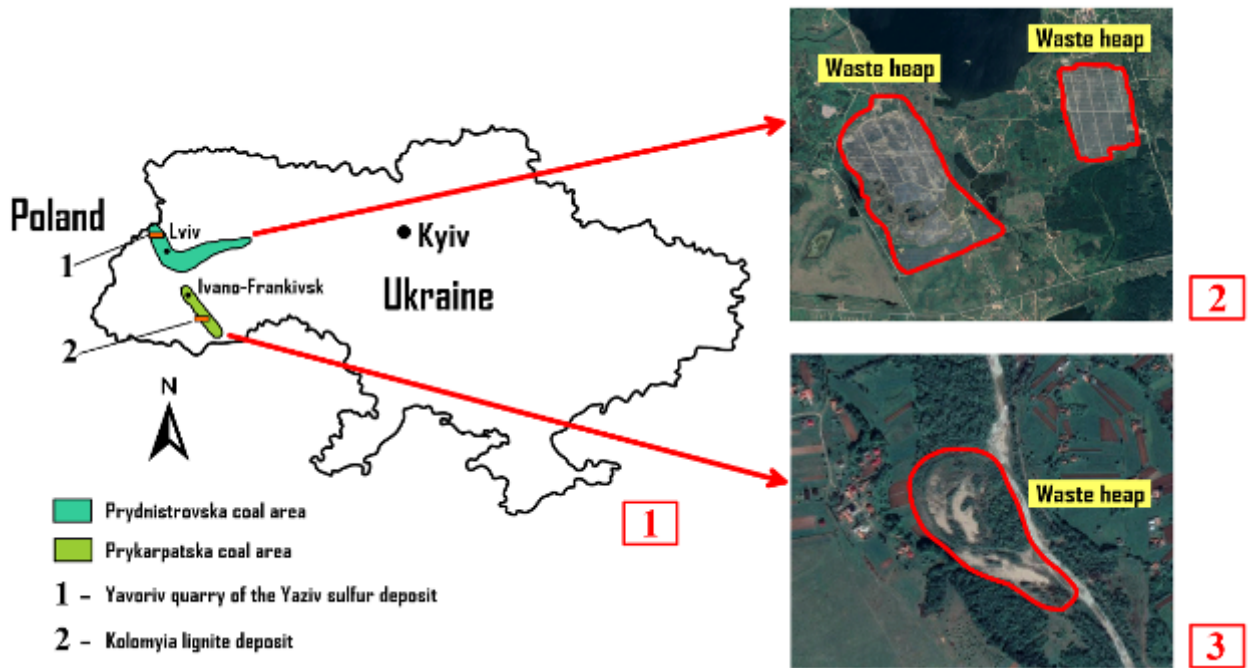 Poland
Lviv
1
Kyiv
Ivano-Frankivsk
Ukraine
2
N
Prydnistrovska coal area
Prykarpatska coal area
1 – Yavoriv quarry of the Yaziv sulfur deposit
2 – Kolomyia lignite deposit
1
Waste heap
Waste heap
2
Waste heap
3